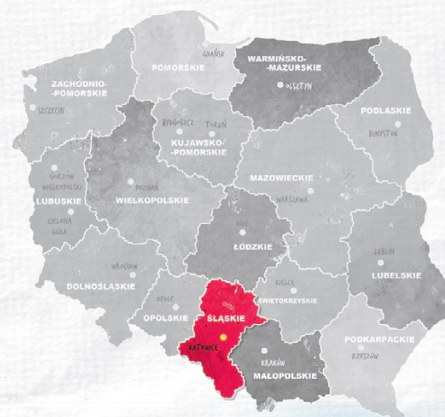 GDAŃSK
POMORSKIE
WARMIŃSKO-
-MAZURSKIE
OLSZTYN
ZACHODNIO-
-POMORSKIE
SZCZECIN
PODLASKIE
BIAŁYSTOK
BYDGOSZCZ
TORUŃ
KUJAWSKO-
-POMORSKIE
GORZÓW
WIELKOPOLSKI
LUBUSKIE
ZIELONA
GÓRA
POZNAŃ
WIELKOPOLSKIE
MAZOWIECKIE
WARSZAWA
ŁÓDZKIE
LUBLIN
LUBELSKIE
WROCŁAW
DOLNOŚLĄSKIE
OPOLE
OPOLSKIE
ŚLĄSKIE
KATOWICE
KIELCE
ŚWIĘTOKRZYSKIE
KRAKÓW
MAŁOPOLSKIE
PODKARPACKIE
RZESZÓW